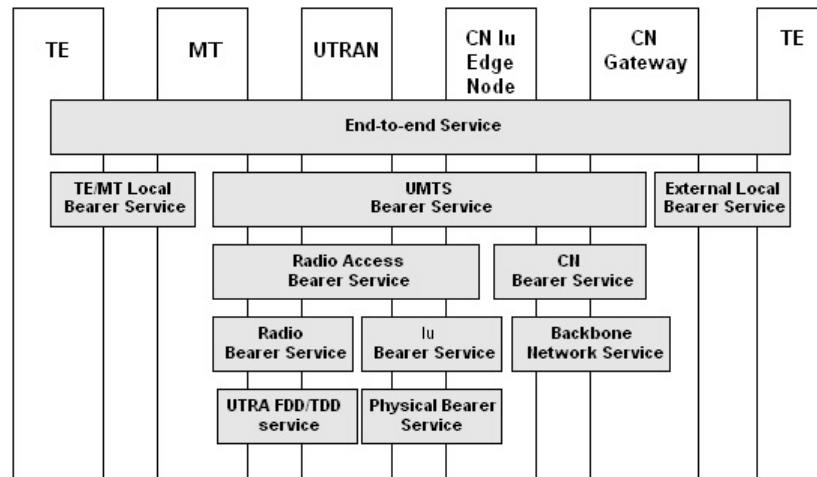 TE
MT
UTRAN
CN Iu
Edge
Node
CN
Gateway
TE
End-to-end Service
TE/MT Local
Bearer Service
UMTS
Bearer Service
External Local
Bearer Service
Radio Access
Bearer Service
CN
Bearer Service
Radio
Bearer Service
Iu
Bearer Service
Backbone
Network Service
UTRA FDD/TDD
service
Physical Bearer
Service